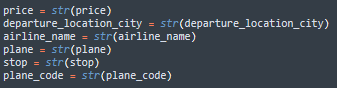 price = str(price)
departure_location_city = str(departure_location_city)
airline_name = str(airline_name)
plane = str(plane)
stop = str(stop)
plane_code = str(plane_code)